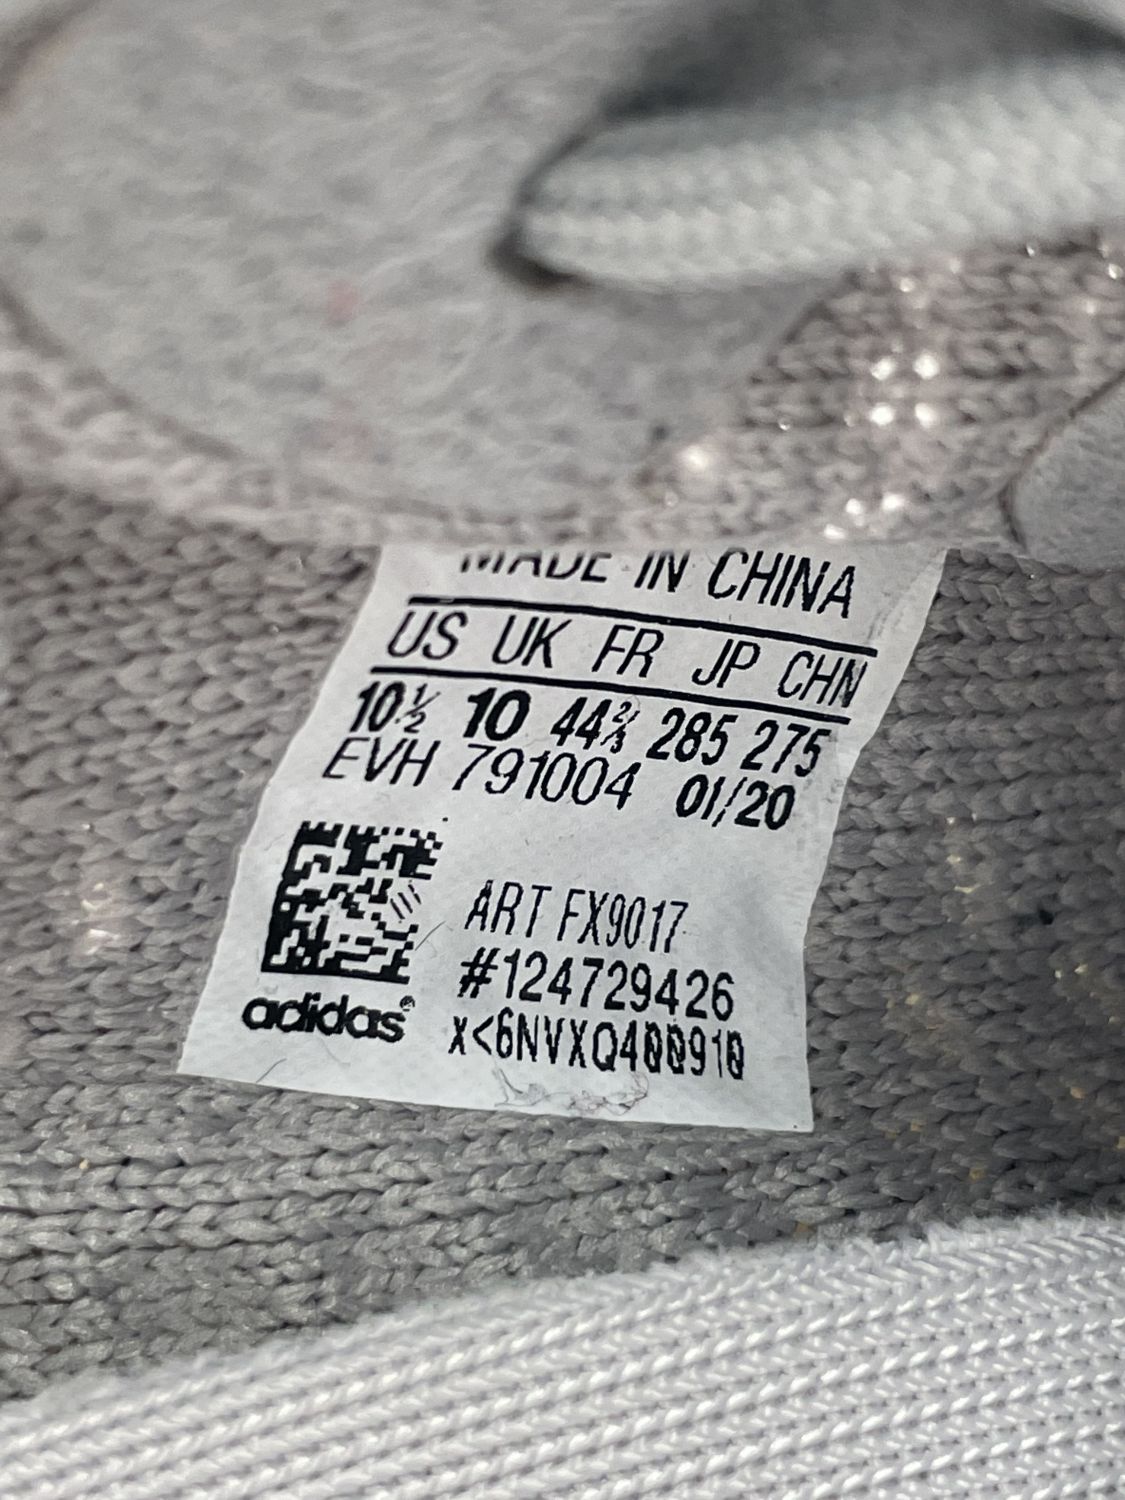 MADE IN CHINA
US UK FR JP CHN
10½ 10 44⅔ 285 275
EVH 791004 01/20
ART FX9017
#124729426
adidas®
x<6NVXQ400910